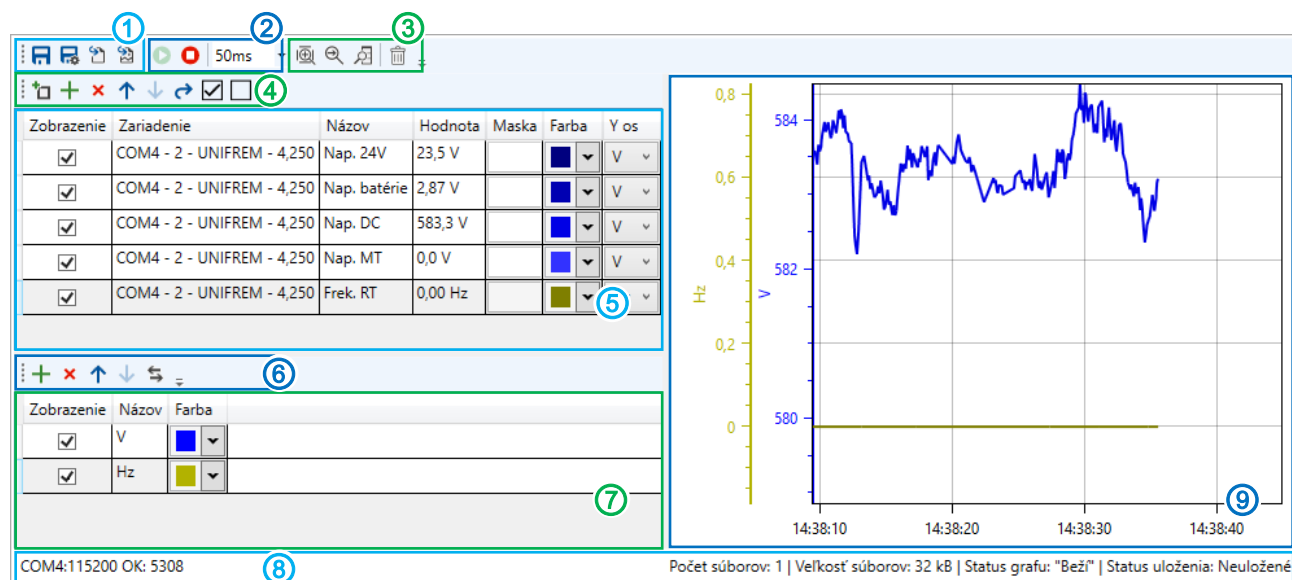 1 2 3
50ms
4
Zobrazenie Zariadenie Názov Hodnota Maska Farba Y os
COM4 - 2 - UNIFREM - 4,250 Nap. 24V 23,5 V V
COM4 - 2 - UNIFREM - 4,250 Nap. batérie 2,87 V V
COM4 - 2 - UNIFREM - 4,250 Nap. DC 583,3 V V
COM4 - 2 - UNIFREM - 4,250 Nap. MT 0,0 V V
COM4 - 2 - UNIFREM - 4,250 Frek. RT 0,00 Hz
5
6
Zobrazenie Názov Farba
V
Hz
7
0,8
0,6
0,4
0,2
0
Hz
584
582
580
V
9
14:38:10 14:38:20 14:38:30 14:38:40
COM4:115200 OK: 5308 8 Počet súborov: 1 | Veľkosť súborov: 32 kB | Status grafu: "Beží" | Status uloženia: Neuložené